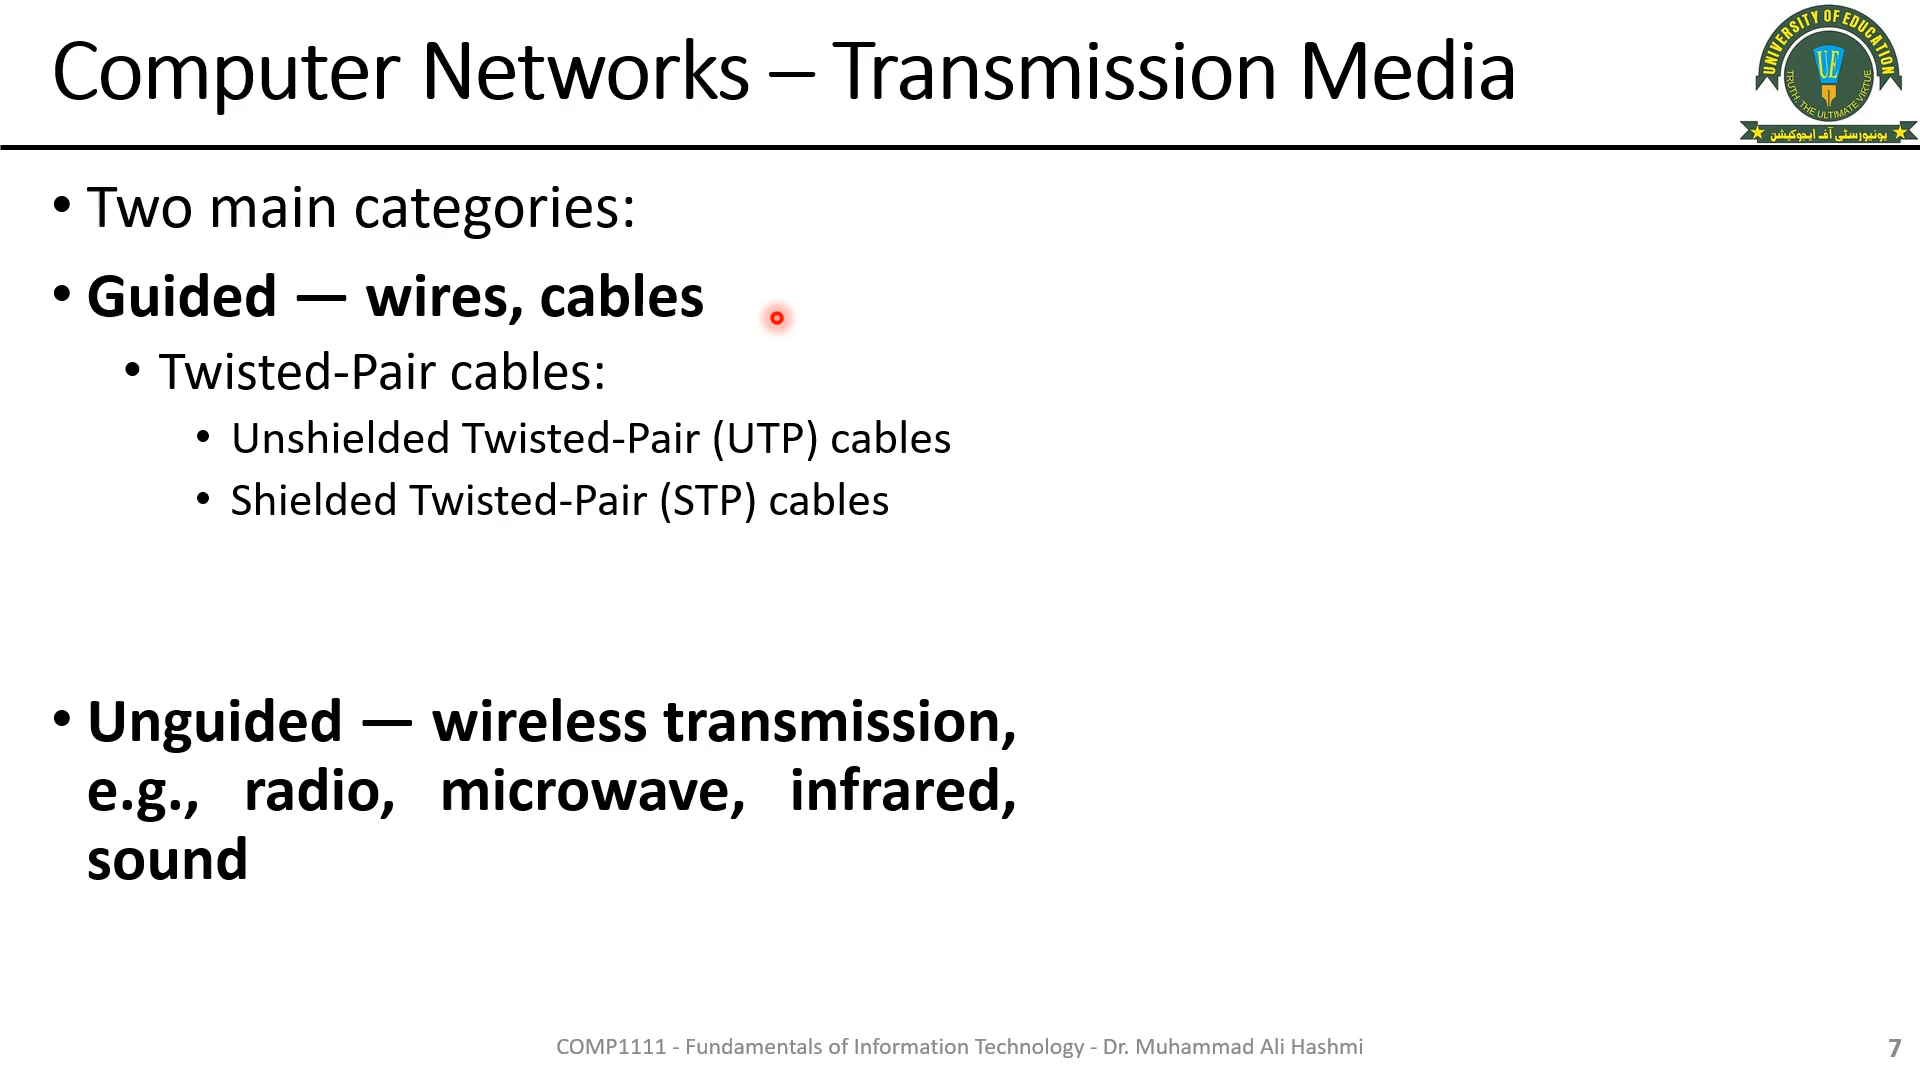 Computer Networks – Transmission Media
UNIVERSITY OF EDUCATION
UE
TRUTH, THE ULTIMATE VIRTUE
یونیورسٹی آف ایجوکیشن
• Two main categories:
• Guided — wires, cables
• Twisted-Pair cables:
• Unshielded Twisted-Pair (UTP) cables
• Shielded Twisted-Pair (STP) cables
• Unguided — wireless transmission,
e.g., radio, microwave, infrared,
sound
COMP1111 - Fundamentals of Information Technology - Dr. Muhammad Ali Hashmi
7